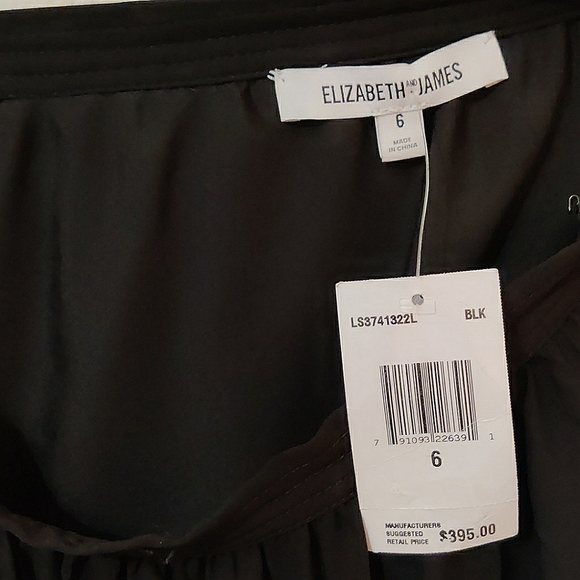 ELIZABETH AND JAMES
6
MADE
IN CHINA
LS3741322L BLK
7 91093 22639 1
6
MANUFACTURERS
SUGGESTED
RETAIL PRICE $395.00